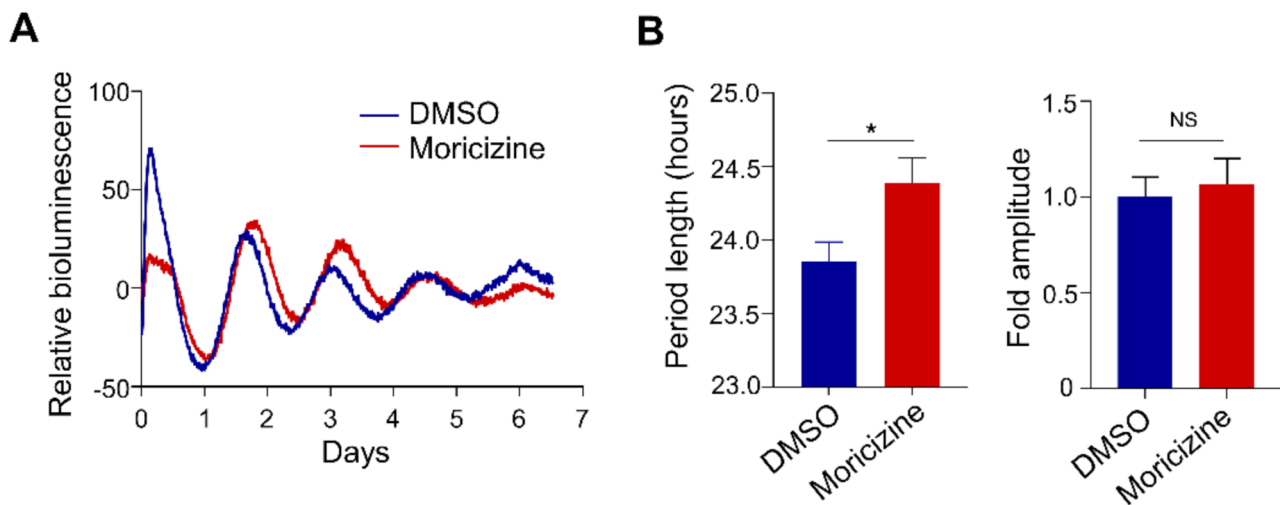 A
Relative bioluminescence
100
50
0
-50
DMSO
Moricizine
0 1 2 3 4 5 6 7
Days
B
Period length (hours)
25.0
24.5
24.0
23.5
23.0
*
DMSO
Moricizine
Fold amplitude
1.5
1.0
0.5
0
NS
DMSO
Moricizine